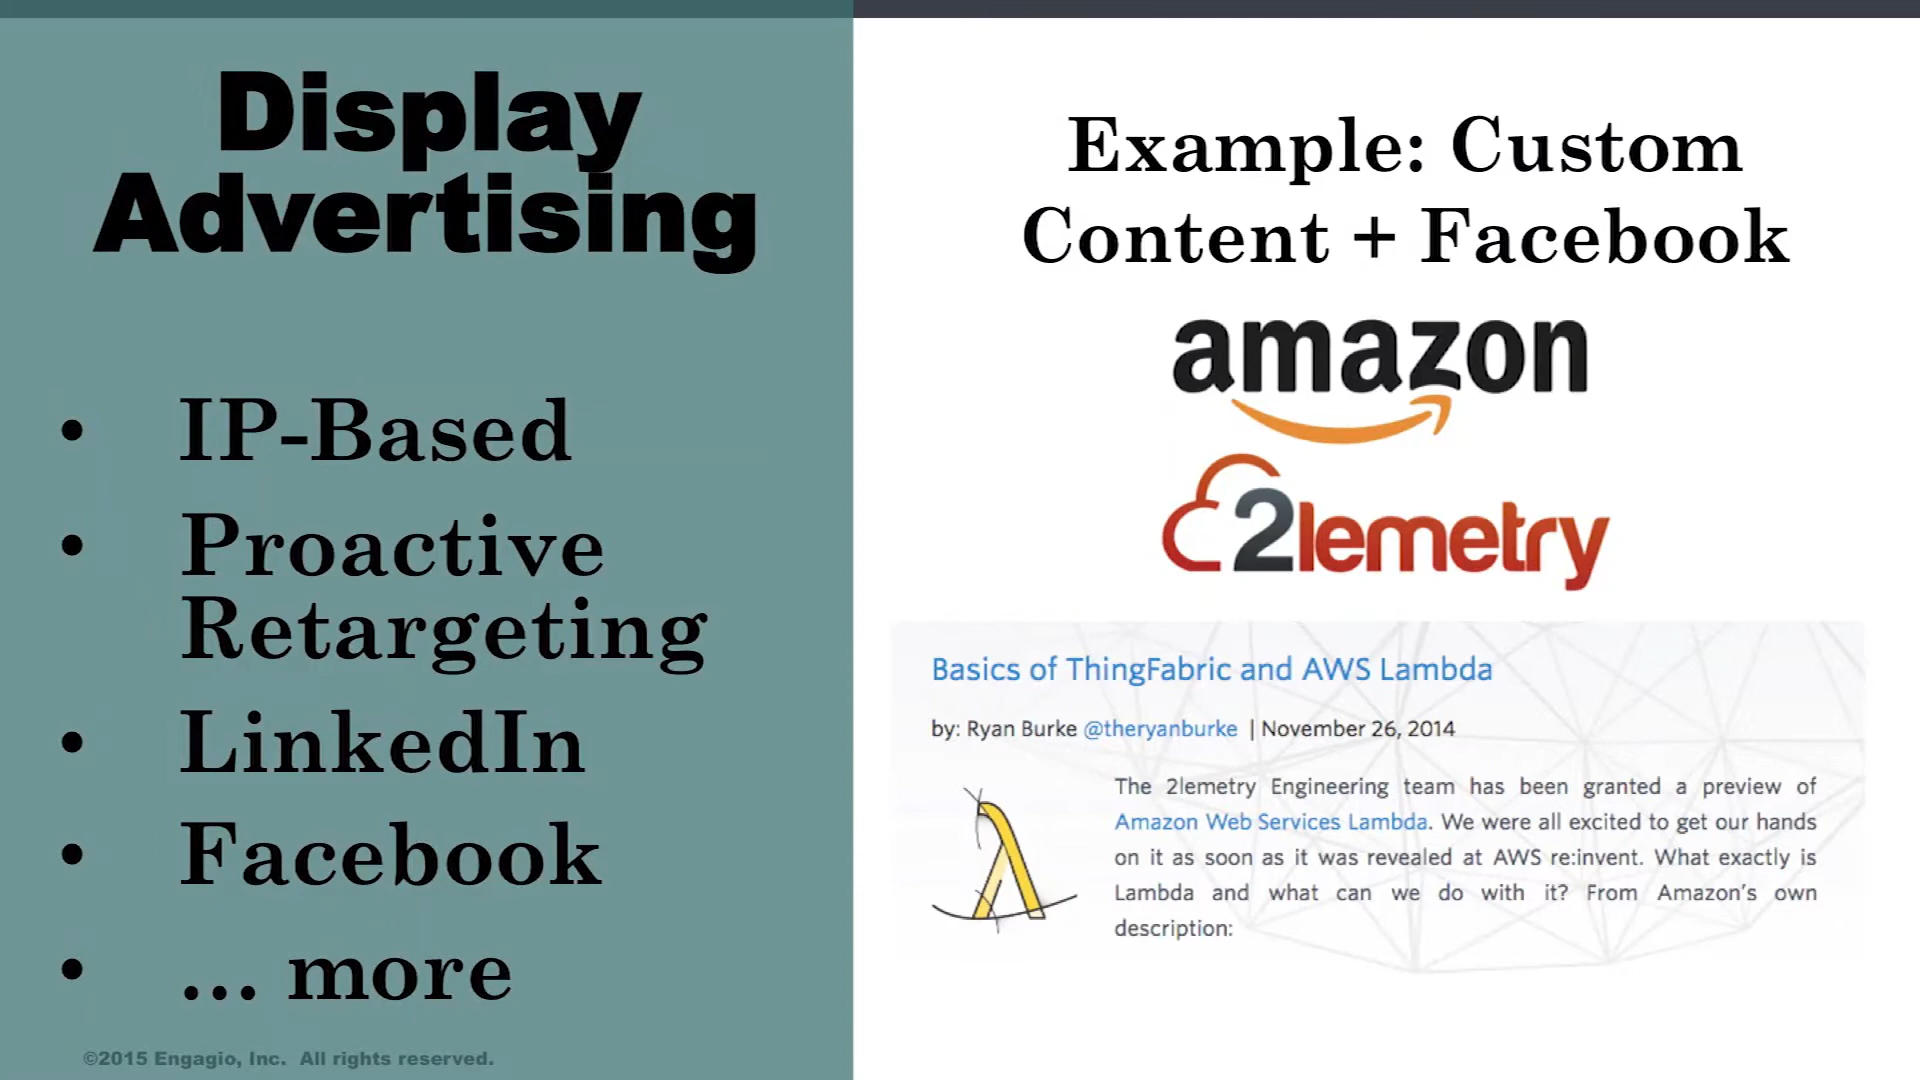 Display
Advertising
• IP-Based
• Proactive
Retargeting
• LinkedIn
• Facebook
• ... more
©2015 Engagio, Inc. All rights reserved.
Example: Custom
Content + Facebook
amazon
2lemetry
Basics of ThingFabric and AWS Lambda
by: Ryan Burke @theryanburke | November 26, 2014
The 2lemetry Engineering team has been granted a preview of
Amazon Web Services Lambda. We were all excited to get our hands
on it as soon as it was revealed at AWS re:invent. What exactly is
Lambda and what can we do with it? From Amazon's own
description: